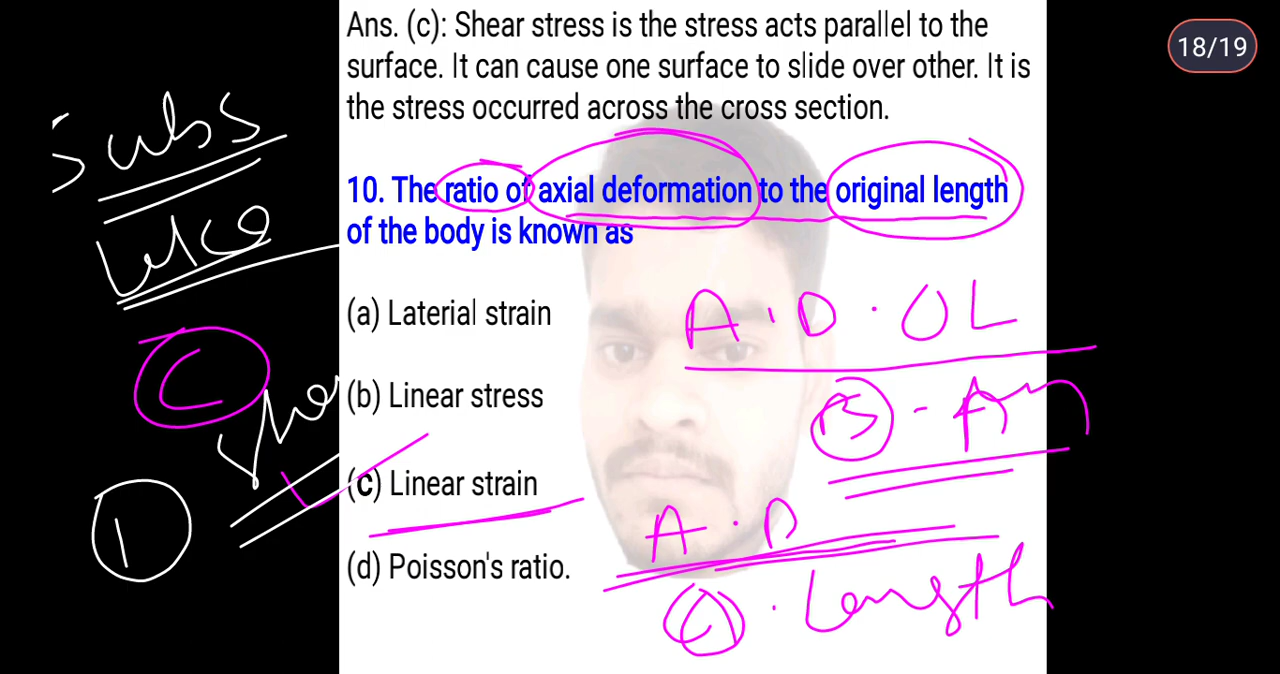 18/19
Ans. (c): Shear stress is the stress acts parallel to the
surface. It can cause one surface to slide over other. It is
the stress occurred across the cross section.
Subs
10. The ratio of axial deformation to the original length
of the body is known as
Like
(a) Laterial strain
A . D . OL
C
(b) Linear stress
B -
Shar
(c) Linear strain
1
A . D
(d) Poisson's ratio.
. Length